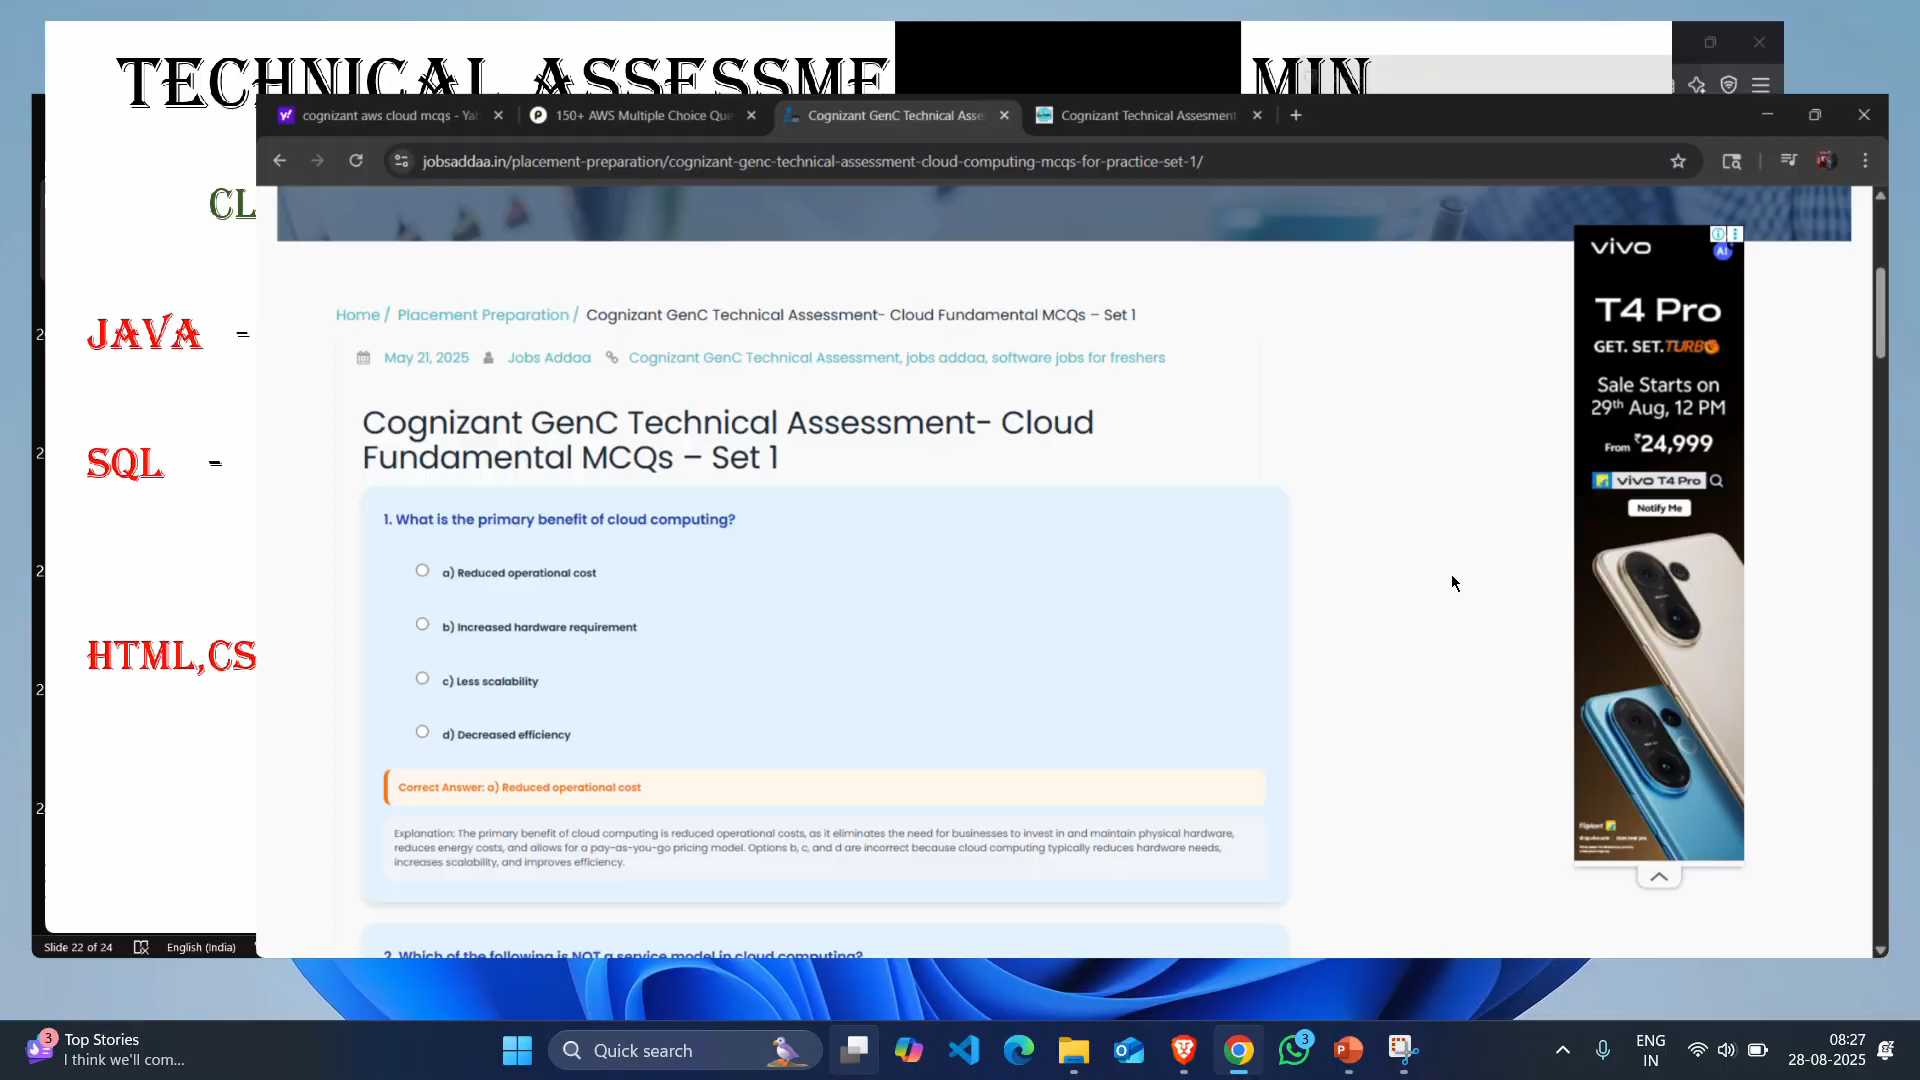 TECHNICAL ASSESSME
MIN
CL
JAVA -
SQL -
HTML,CS
Slide 22 of 24
English (India)
cognizant aws cloud mcqs - Yah
150+ AWS Multiple Choice Que
Cognizant GenC Technical Asse
Cognizant Technical Assesment
jobsaddaa.in/placement-preparation/cognizant-genc-technical-assessment-cloud-computing-mcqs-for-practice-set-1/
Home / Placement Preparation / Cognizant GenC Technical Assessment- Cloud Fundamental MCQs – Set 1
May 21, 2025 Jobs Addaa Cognizant GenC Technical Assessment, jobs addaa, software jobs for freshers
Cognizant GenC Technical Assessment- Cloud
Fundamental MCQs – Set 1
1. What is the primary benefit of cloud computing?
a) Reduced operational cost
b) Increased hardware requirement
c) Less scalability
d) Decreased efficiency
Correct Answer: a) Reduced operational cost
Explanation: The primary benefit of cloud computing is reduced operational costs, as it eliminates the need for businesses to invest in and maintain physical hardware,
reduces energy costs, and allows for a pay-as-you-go pricing model. Options b, c, and d are incorrect because cloud computing typically reduces hardware needs,
increases scalability, and improves efficiency.
2. Which of the following is NOT a service model in cloud computing?
vivo
AI
T4 Pro
GET. SET.TURBO
Sale Starts on
29th Aug, 12 PM
From ₹24,999
vivo T4 Pro
Notify Me
Flipkart
3
Top Stories
I think we'll com...
Quick search
3
ENG
IN
08:27
28-08-2025